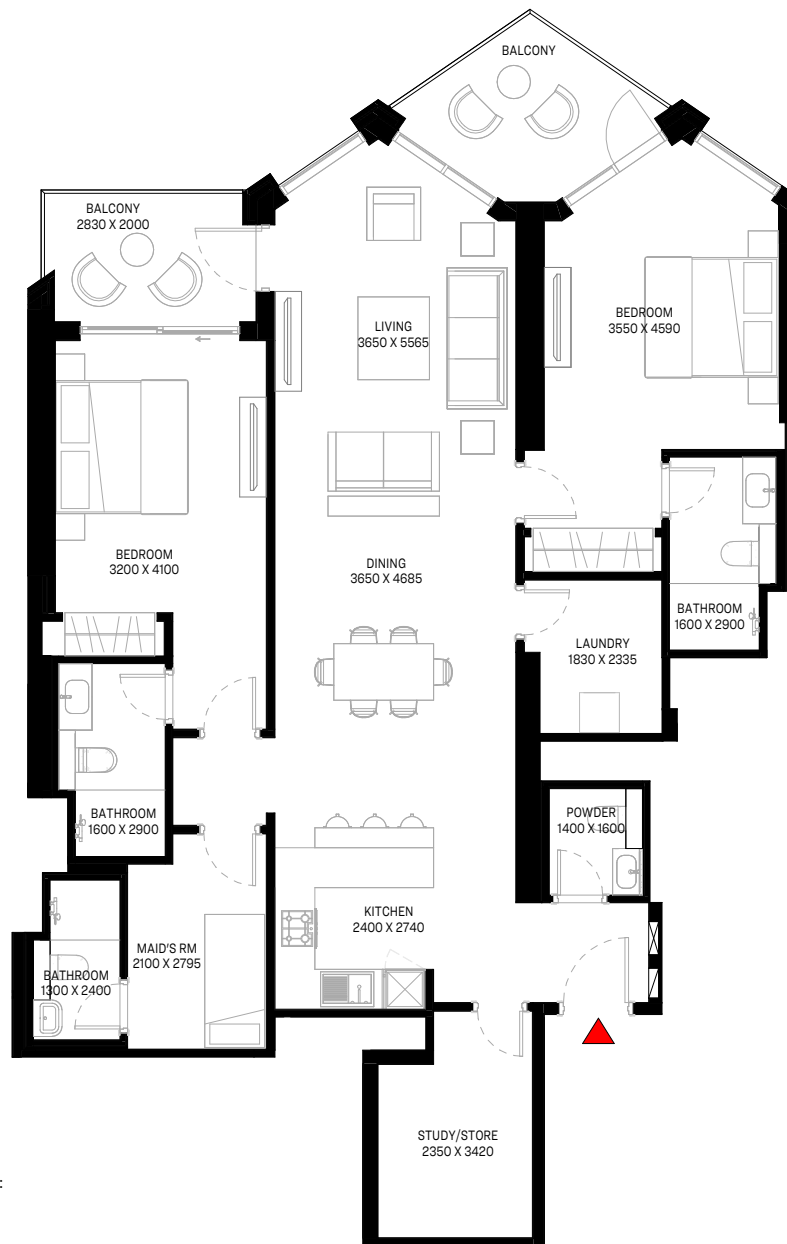 BALCONY
BALCONY
2830 X 2000
LIVING
3650 X 5565
BEDROOM
3550 X 4590
BEDROOM
3200 X 4100
DINING
3650 X 4685
BATHROOM
1600 X 2900
LAUNDRY
1830 X 2335
BATHROOM
1600 X 2900
POWDER
1400 X 1600
KITCHEN
2400 X 2740
MAID'S RM
2100 X 2795
BATHROOM
1300 X 2400
STUDY/STORE
2350 X 3420
: